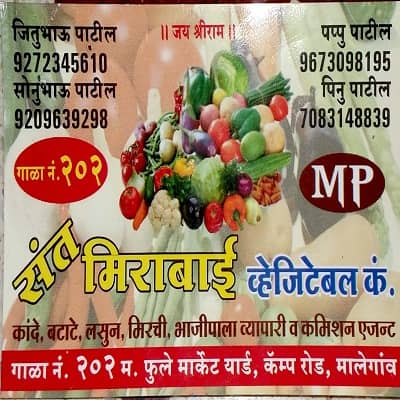 जितुभाऊ पाटील
9272345610
सोनुभाऊ पाटील
9209639298
॥ जय श्रीराम ॥
पप्पु पाटील
9673098195
पिनु पाटील
7083148839
गाळा नं. २०२
MP
संत मिराबाई व्हेजिटेबल कं.
कांदे, बटाटे, लसुन, मिरची, भाजीपाला व्यापारी व कमिशन एजन्ट
गाळा नं. २०२ म. फुले मार्केट यार्ड, कॅम्प रोड, मालेगांव